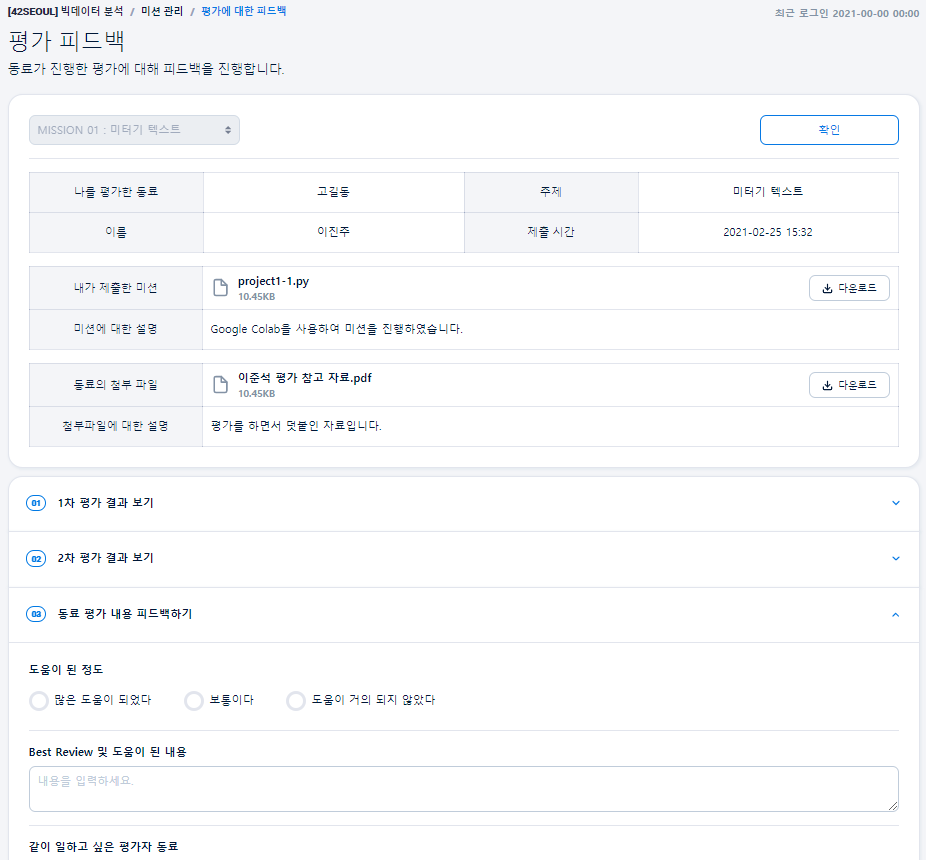 [42SEOUL] 빅데이터 분석 / 미션 관리 / 평가에 대한 피드백
최근 로그인 2021-00-00 00:00
평가 피드백
동료가 진행한 평가에 대해 피드백을 진행합니다.
MISSION 01 : 미터기 텍스트
확인
나를 평가한 동료 고길동 주제 미터기 텍스트
이름 이진주 제출 시간 2021-02-25 15:32
내가 제출한 미션 project1-1.py 다운로드
10.45KB
미션에 대한 설명 Google Colab을 사용하여 미션을 진행하였습니다.
동료의 첨부 파일 이준석 평가 참고 자료.pdf 다운로드
10.45KB
첨부파일에 대한 설명 평가를 하면서 덧붙인 자료입니다.
01 1차 평가 결과 보기
02 2차 평가 결과 보기
03 동료 평가 내용 피드백하기
도움이 된 정도
많은 도움이 되었다 보통이다 도움이 거의 되지 않았다
Best Review 및 도움이 된 내용
내용을 입력하세요.
같이 일하고 싶은 평가자 동료